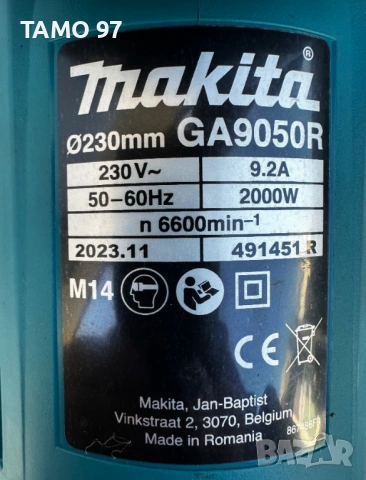 TAMO 97
makita®
Ø230mm GA9050R
230V~ 9.2A
50-60Hz 2000W
n 6600min-1
2023.11 491451 R
M14
CE
Makita, Jan-Baptist
Vinkstraat 2, 3070, Belgium
Made in Romania
BAZAR